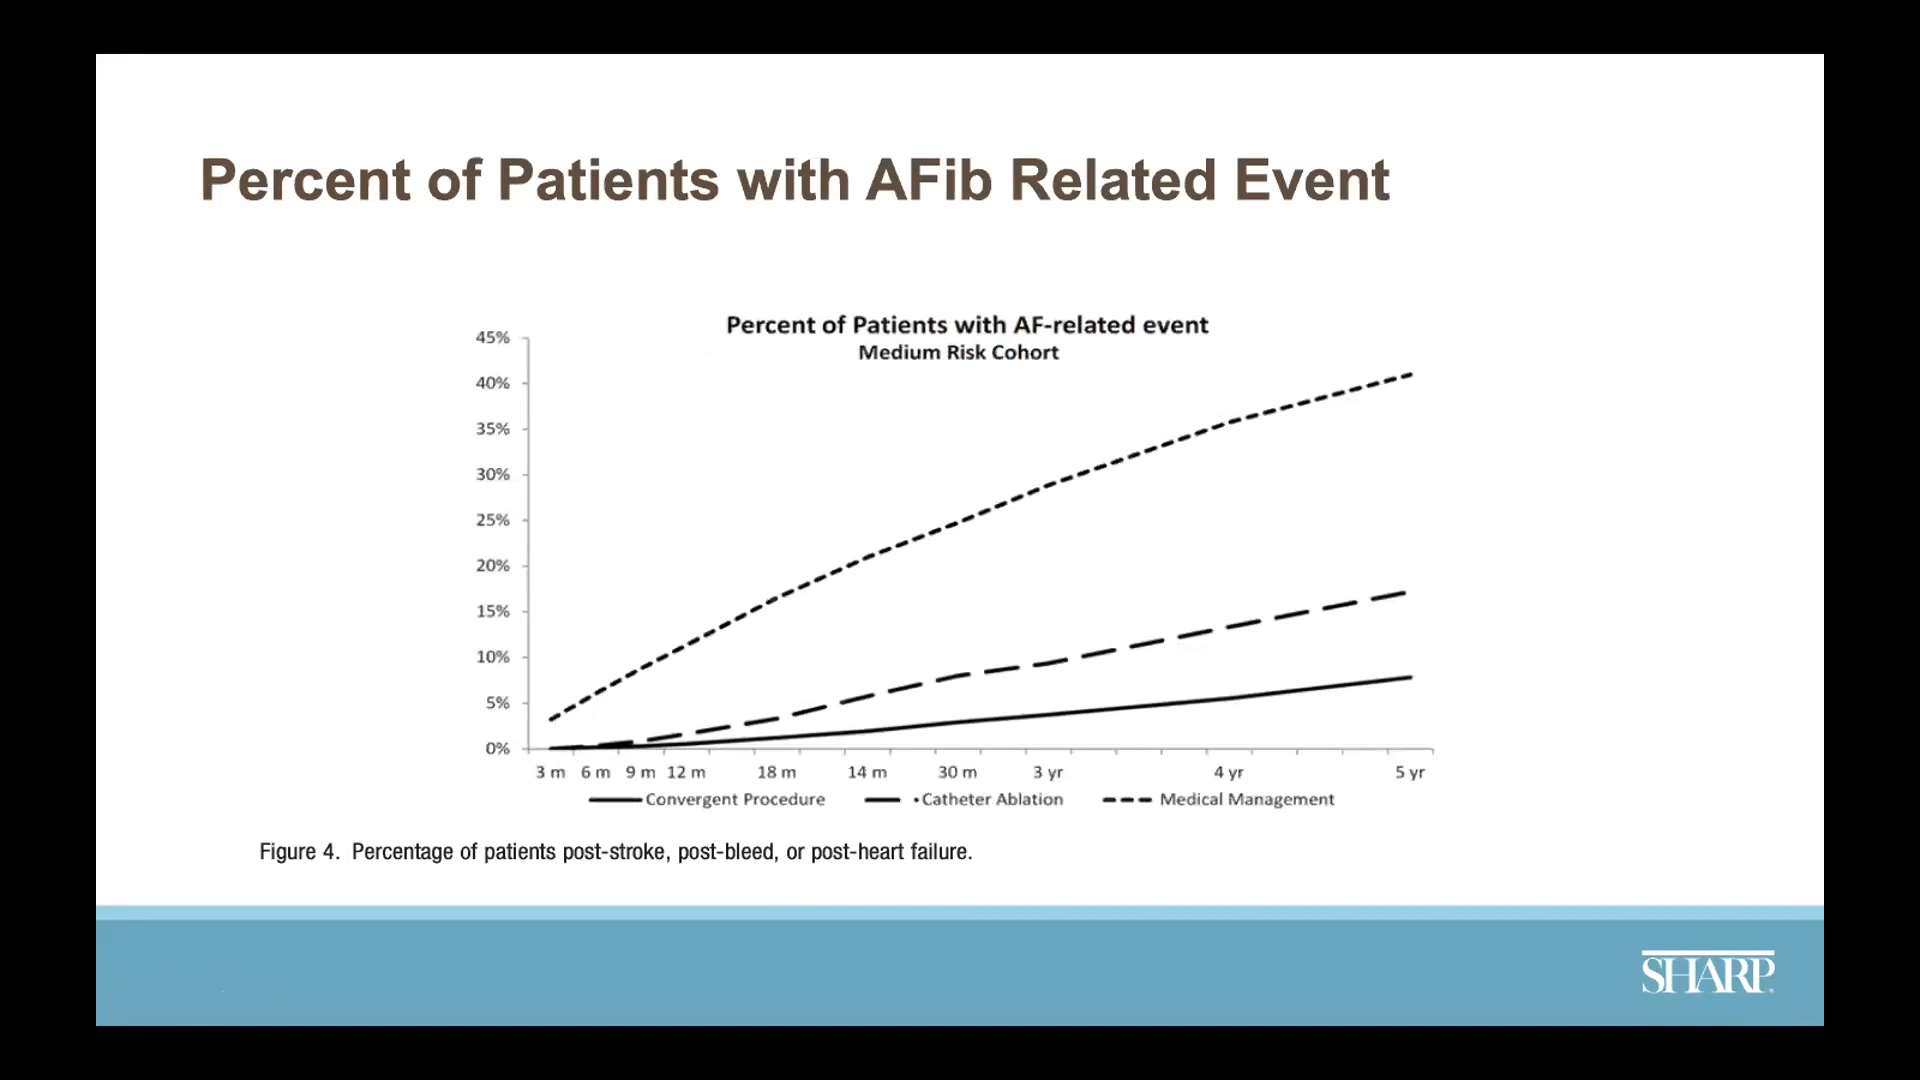 Percent of Patients with AFib Related Event
Percent of Patients with AF-related event
Medium Risk Cohort
45%
40%
35%
30%
25%
20%
15%
10%
5%
0%
3 m 6 m 9 m 12 m 18 m 14 m 30 m 3 yr 4 yr 5 yr
Convergent Procedure Catheter Ablation Medical Management
Figure 4. Percentage of patients post-stroke, post-bleed, or post-heart failure.
SHARP